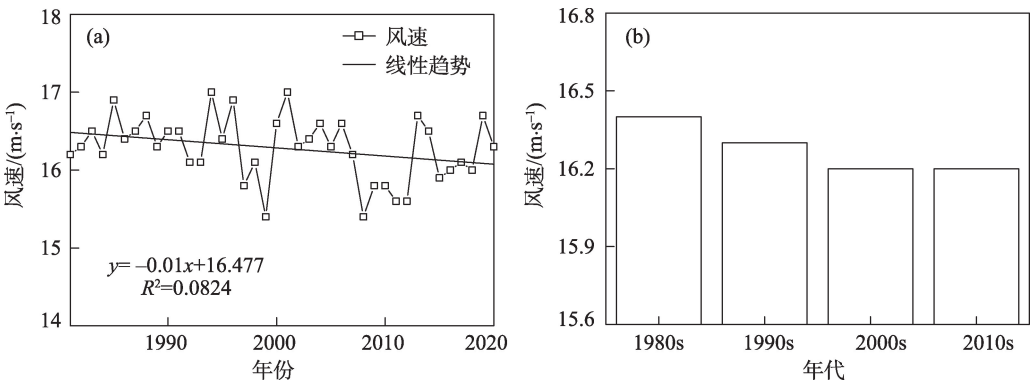 (a)
风速
线性趋势
风速/(m·s⁻¹)
18
17
16
15
14
y= –0.01x+16.477
R²=0.0824
1990
2000
2010
2020
年份
(b)
风速/(m·s⁻¹)
16.8
16.5
16.2
15.9
15.6
1980s
1990s
2000s
2010s
年代